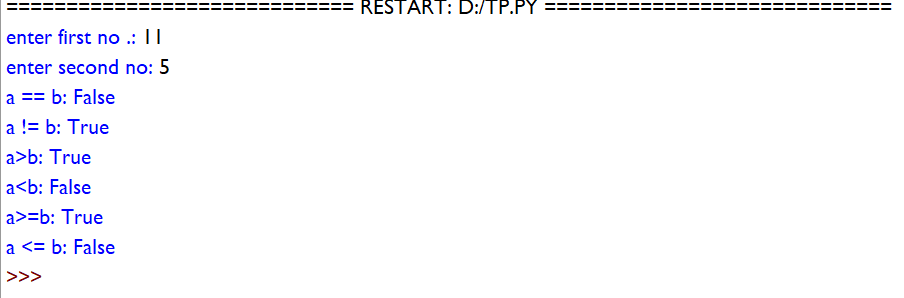 ============================= RESTART: D:/TP.PY =============================
enter first no .: 11
enter second no: 5
a == b: False
a != b: True
a>b: True
a<b: False
a>=b: True
a <= b: False
>>>